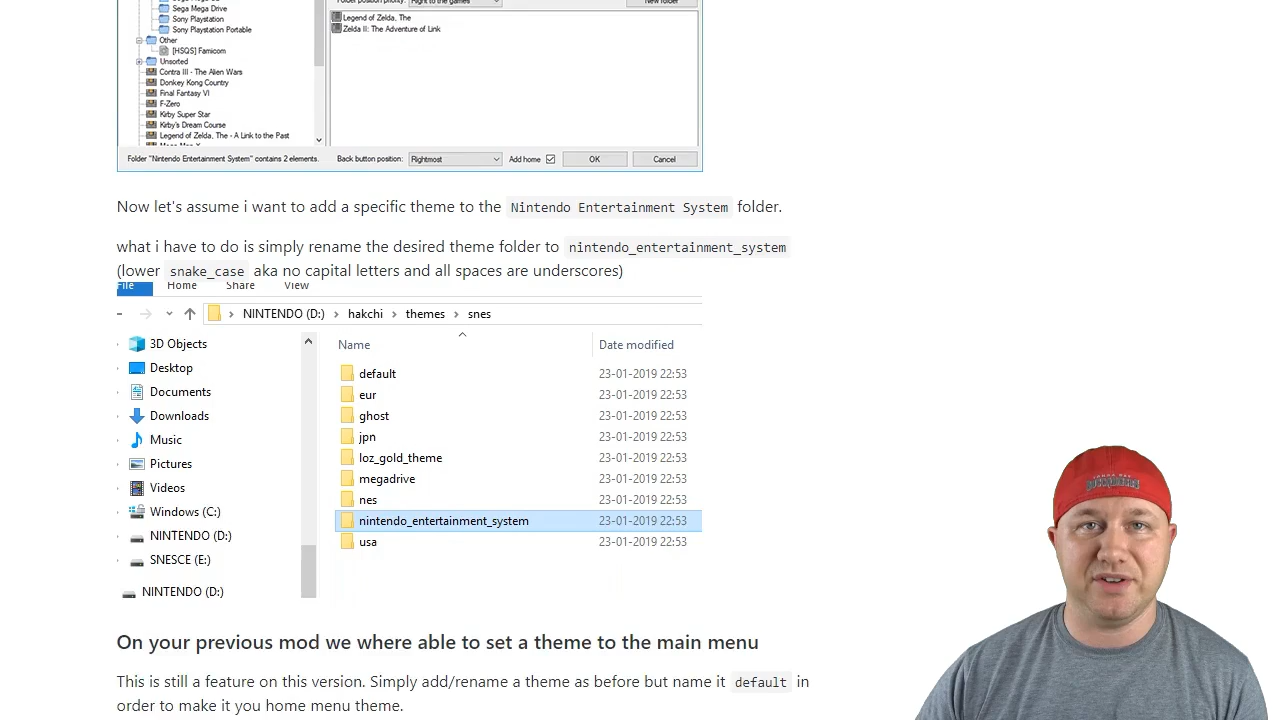 Sega Mega Drive
Sony Playstation
Sony Playstation Portable
Other
[HSQS] Famicom
Unsorted
Contra III - The Alien Wars
Donkey Kong Country
Final Fantasy VI
F-Zero
Kirby Super Star
Kirby's Dream Course
Legend of Zelda, The - A Link to the Past
Folder position priority: Right to the games New folder
Legend of Zelda, The
Zelda II: The Adventure of Link
Folder "Nintendo Entertainment System" contains 2 elements. Back button position: Rightmost Add home OK Cancel
Now let's assume i want to add a specific theme to the Nintendo Entertainment System folder.
what i have to do is simply rename the desired theme folder to nintendo_entertainment_system
(lower snake_case aka no capital letters and all spaces are underscores)
File Home Share View
NINTENDO (D:) hakchi themes snes
3D Objects
Desktop
Documents
Downloads
Music
Pictures
Videos
Windows (C:)
NINTENDO (D:)
SNESCE (E:)
NINTENDO (D:)
Name Date modified
default 23-01-2019 22:53
eur 23-01-2019 22:53
ghost 23-01-2019 22:53
jpn 23-01-2019 22:53
loz_gold_theme 23-01-2019 22:53
megadrive 23-01-2019 22:53
nes 23-01-2019 22:53
nintendo_entertainment_system 23-01-2019 22:53
usa 23-01-2019 22:53
On your previous mod we where able to set a theme to the main menu
This is still a feature on this version. Simply add/rename a theme as before but name it default in
order to make it you home menu theme.
BUCCANEERS